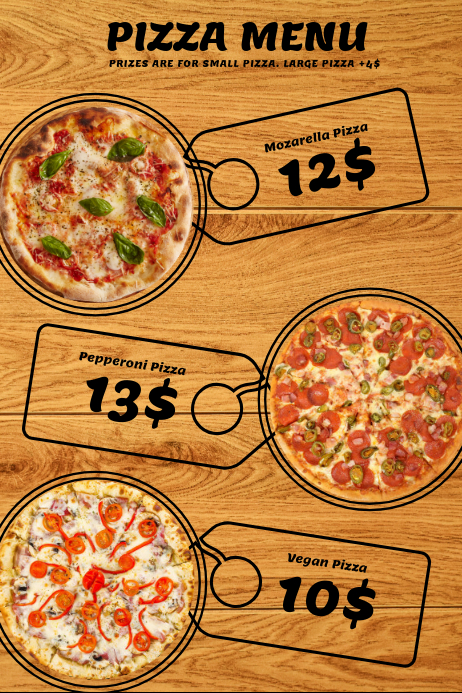 PIZZA MENU
PRIZES ARE FOR SMALL PIZZA. LARGE PIZZA +4$
Mozarella Pizza
12$
Pepperoni Pizza
13$
Vegan Pizza
10$